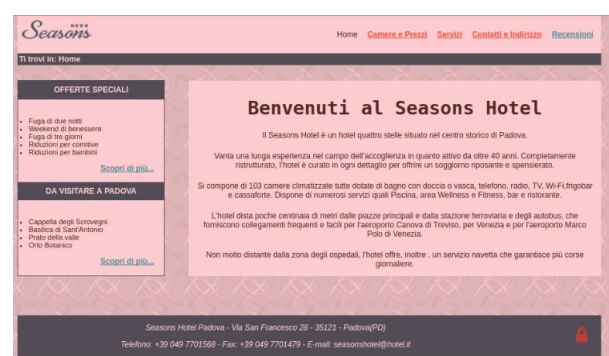 Seasons
Home Camere e Prezzi Servizi Contatti e Indirizzo Recensioni
Ti trovi in: Home
OFFERTE SPECIALI
Fuga di due notti
Weekend di benessere
Fuga di tre giorni
Riduzioni per comitive
Riduzioni per bambini
Scopri di più...
DA VISITARE A PADOVA
Cappella degli Scrovegni
Basilica di Sant'Antonio
Prato della valle
Orto Botanico
Scopri di più...
Benvenuti al Seasons Hotel
Il Seasons Hotel è un hotel quattro stelle situato nel centro storico di Padova.
Vanta una lunga esperienza nel campo dell'accoglienza in quanto attivo da oltre 40 anni. Completamente
ristrutturato, l'hotel è curato in ogni dettaglio per offrire un soggiorno riposante e spensierato.
Si compone di 103 camere climatizzate tutte dotate di bagno con doccia o vasca, telefono, radio, TV, Wi-Fi,frigobar
e cassaforte. Dispone di numerosi servizi quali Piscina, area Wellness e Fitness, bar e ristorante.
L'hotel dista poche centinaia di metri dalle piazze principali e dalla stazione ferroviaria e degli autobus, che
forniscono collegamenti frequenti e facili per l'aeroporto Canova di Treviso, per Venezia e per l'aeroporto Marco
Polo di Venezia.
Non molto distante dalla zona degli ospedali, l'hotel offre, inoltre , un servizio navetta che garantisce più corse
giornaliere.
Seasons Hotel Padova - Via San Francesco 28 - 35121 - Padova(PD)
Telefono: +39 049 7701568 - Fax: +39 049 7701479 - E-mail: seasonshotel@hotel.it